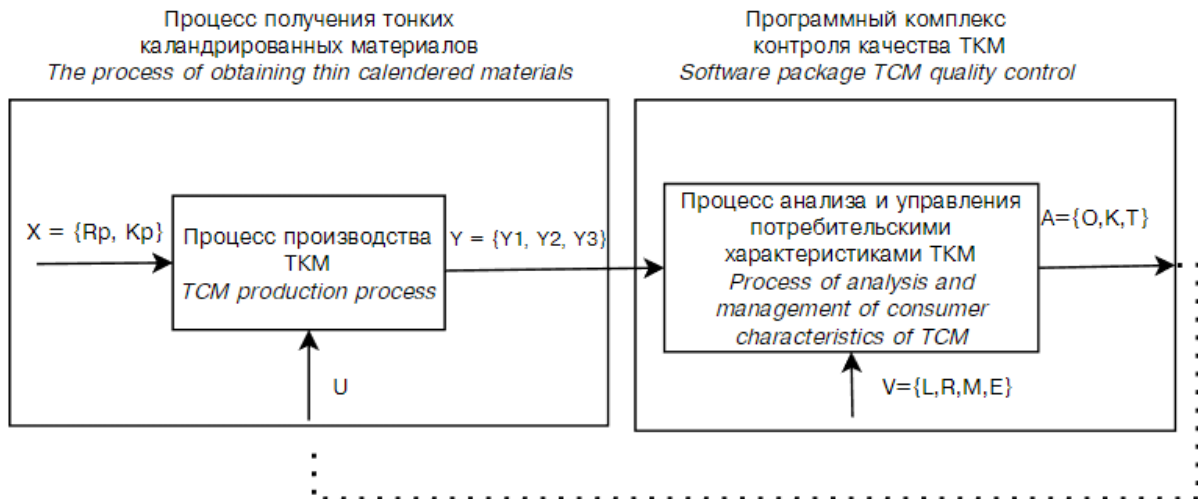 Процесс получения тонких
каландрированных материалов
The process of obtaining thin calendered materials
Программный комплекс
контроля качества ТКМ
Software package TCM quality control
X = {Rp, Kp}
Процесс производства
ТКМ
TCM production process
Y = {Y1, Y2, Y3}
U
Процесс анализа и управления
потребительскими
характеристиками ТКМ
Process of analysis and
management of consumer
characteristics of TCM
A={O,K,T}
V={L,R,M,E}